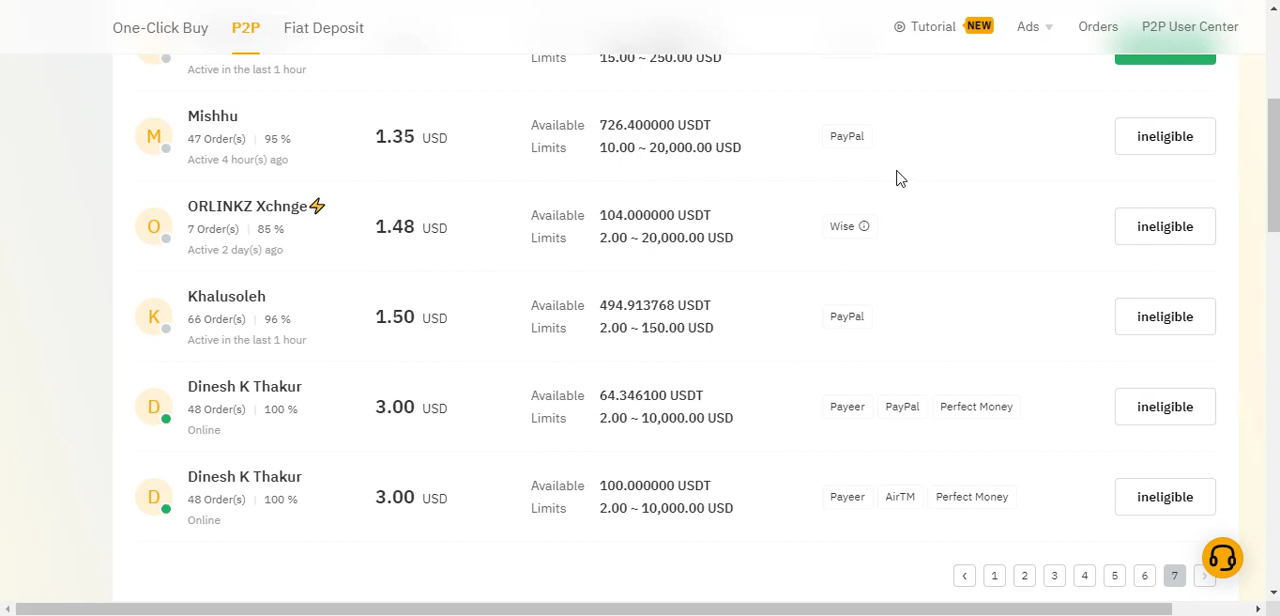 One-Click Buy P2P Fiat Deposit Tutorial NEW Ads Orders P2P User Center
Active in the last 1 hour
Limits 15.00 ~ 250.00 USD
Mishhu
47 Order(s) | 95 %
Active 4 hour(s) ago
1.35 USD
Available 726.400000 USDT
Limits 10.00 ~ 20,000.00 USD
PayPal
ineligible
ORLINKZ Xchnge⚡
7 Order(s) | 85 %
Active 2 day(s) ago
1.48 USD
Available 104.000000 USDT
Limits 2.00 ~ 20,000.00 USD
Wise
ineligible
Khalusoleh
66 Order(s) | 96 %
Active in the last 1 hour
1.50 USD
Available 494.913768 USDT
Limits 2.00 ~ 150.00 USD
PayPal
ineligible
Dinesh K Thakur
48 Order(s) | 100 %
Online
3.00 USD
Available 64.346100 USDT
Limits 2.00 ~ 10,000.00 USD
Payeer PayPal Perfect Money
ineligible
Dinesh K Thakur
48 Order(s) | 100 %
Online
3.00 USD
Available 100.000000 USDT
Limits 2.00 ~ 10,000.00 USD
Payeer AirTM Perfect Money
ineligible
M
O
K
D
D
‹ 1 2 3 4 5 6 7 ›